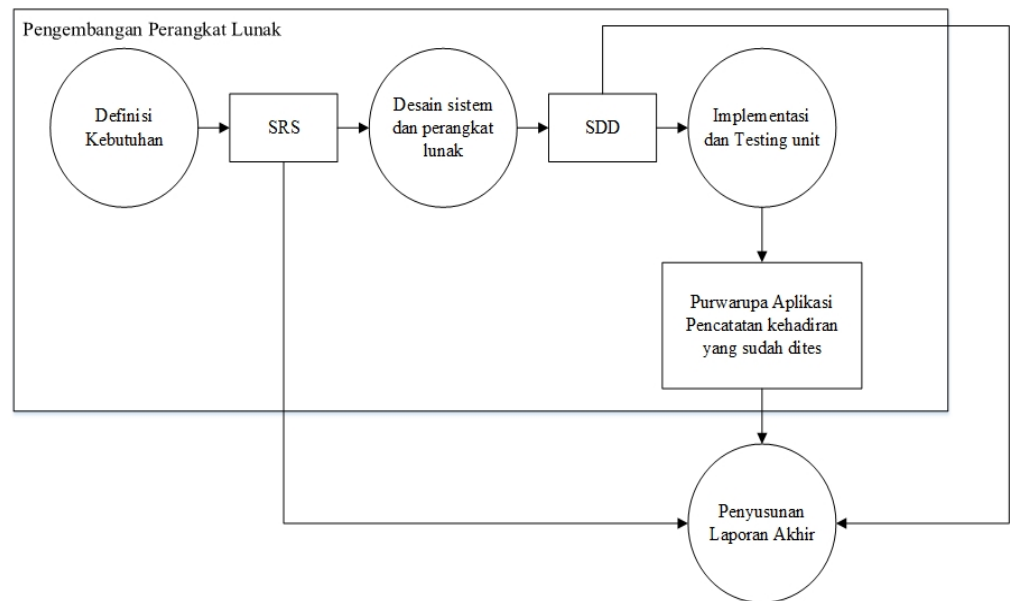 Pengembangan Perangkat Lunak
Definisi
Kebutuhan
SRS
Desain sistem
dan perangkat
lunak
SDD
Implementasi
dan Testing unit
Purwarupa Aplikasi
Pencatatan kehadiran
yang sudah dites
Penyusunan
Laporan Akhir